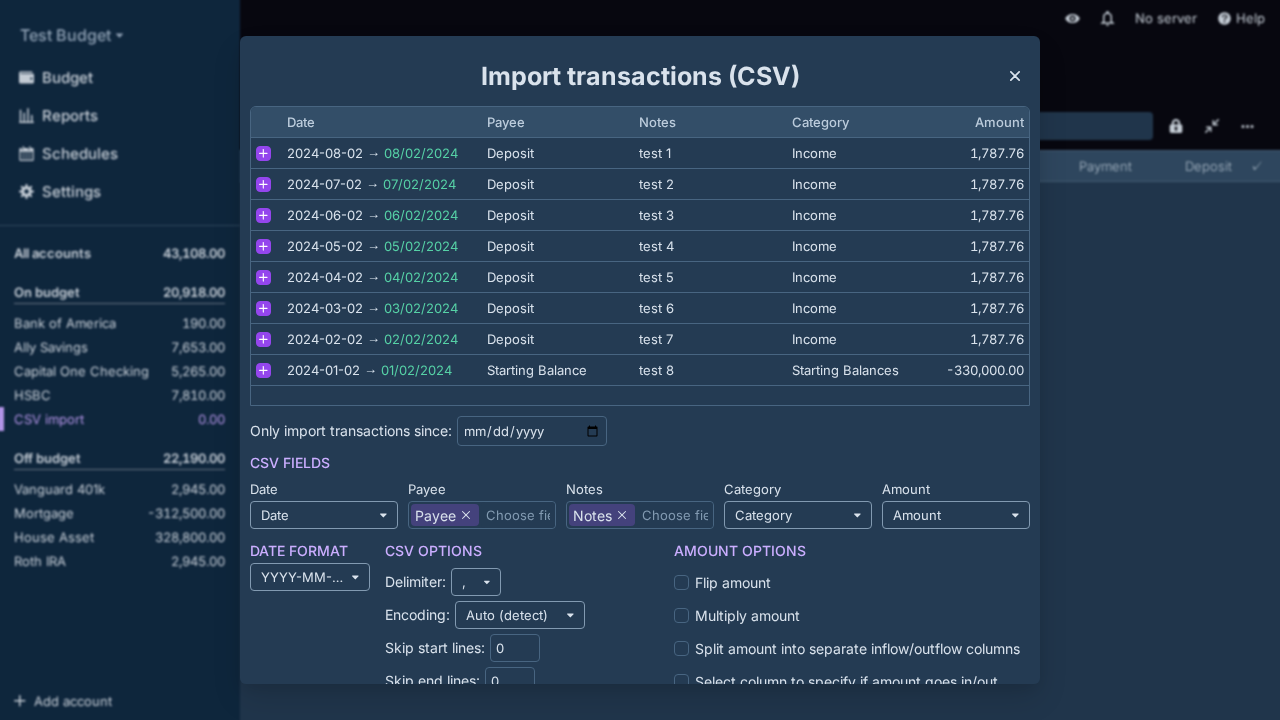 Test Budget
Budget
Reports
Schedules
Settings
All accounts 43,108.00
On budget 20,918.00
Bank of America 190.00
Ally Savings 7,653.00
Capital One Checking 5,265.00
HSBC 7,810.00
CSV import 0.00
Off budget 22,190.00
Vanguard 401k 2,945.00
Mortgage -312,500.00
House Asset 328,800.00
Roth IRA 2,945.00
Add account
No server Help
Payment Deposit
Import transactions (CSV)
Date Payee Notes Category Amount
2024-08-02 → 08/02/2024 Deposit test 1 Income 1,787.76
2024-07-02 → 07/02/2024 Deposit test 2 Income 1,787.76
2024-06-02 → 06/02/2024 Deposit test 3 Income 1,787.76
2024-05-02 → 05/02/2024 Deposit test 4 Income 1,787.76
2024-04-02 → 04/02/2024 Deposit test 5 Income 1,787.76
2024-03-02 → 03/02/2024 Deposit test 6 Income 1,787.76
2024-02-02 → 02/02/2024 Deposit test 7 Income 1,787.76
2024-01-02 → 01/02/2024 Starting Balance test 8 Starting Balances -330,000.00
Only import transactions since: mm/dd/yyyy
CSV FIELDS
Date Payee Notes Category Amount
Date Payee Choose fie Notes Choose fie Category Amount
DATE FORMAT CSV OPTIONS AMOUNT OPTIONS
YYYY-MM-...
Delimiter: ,
Flip amount
Encoding: Auto (detect)
Multiply amount
Skip start lines: 0
Split amount into separate inflow/outflow columns
Skip end lines: 0
Select column to specify if amount goes in/out